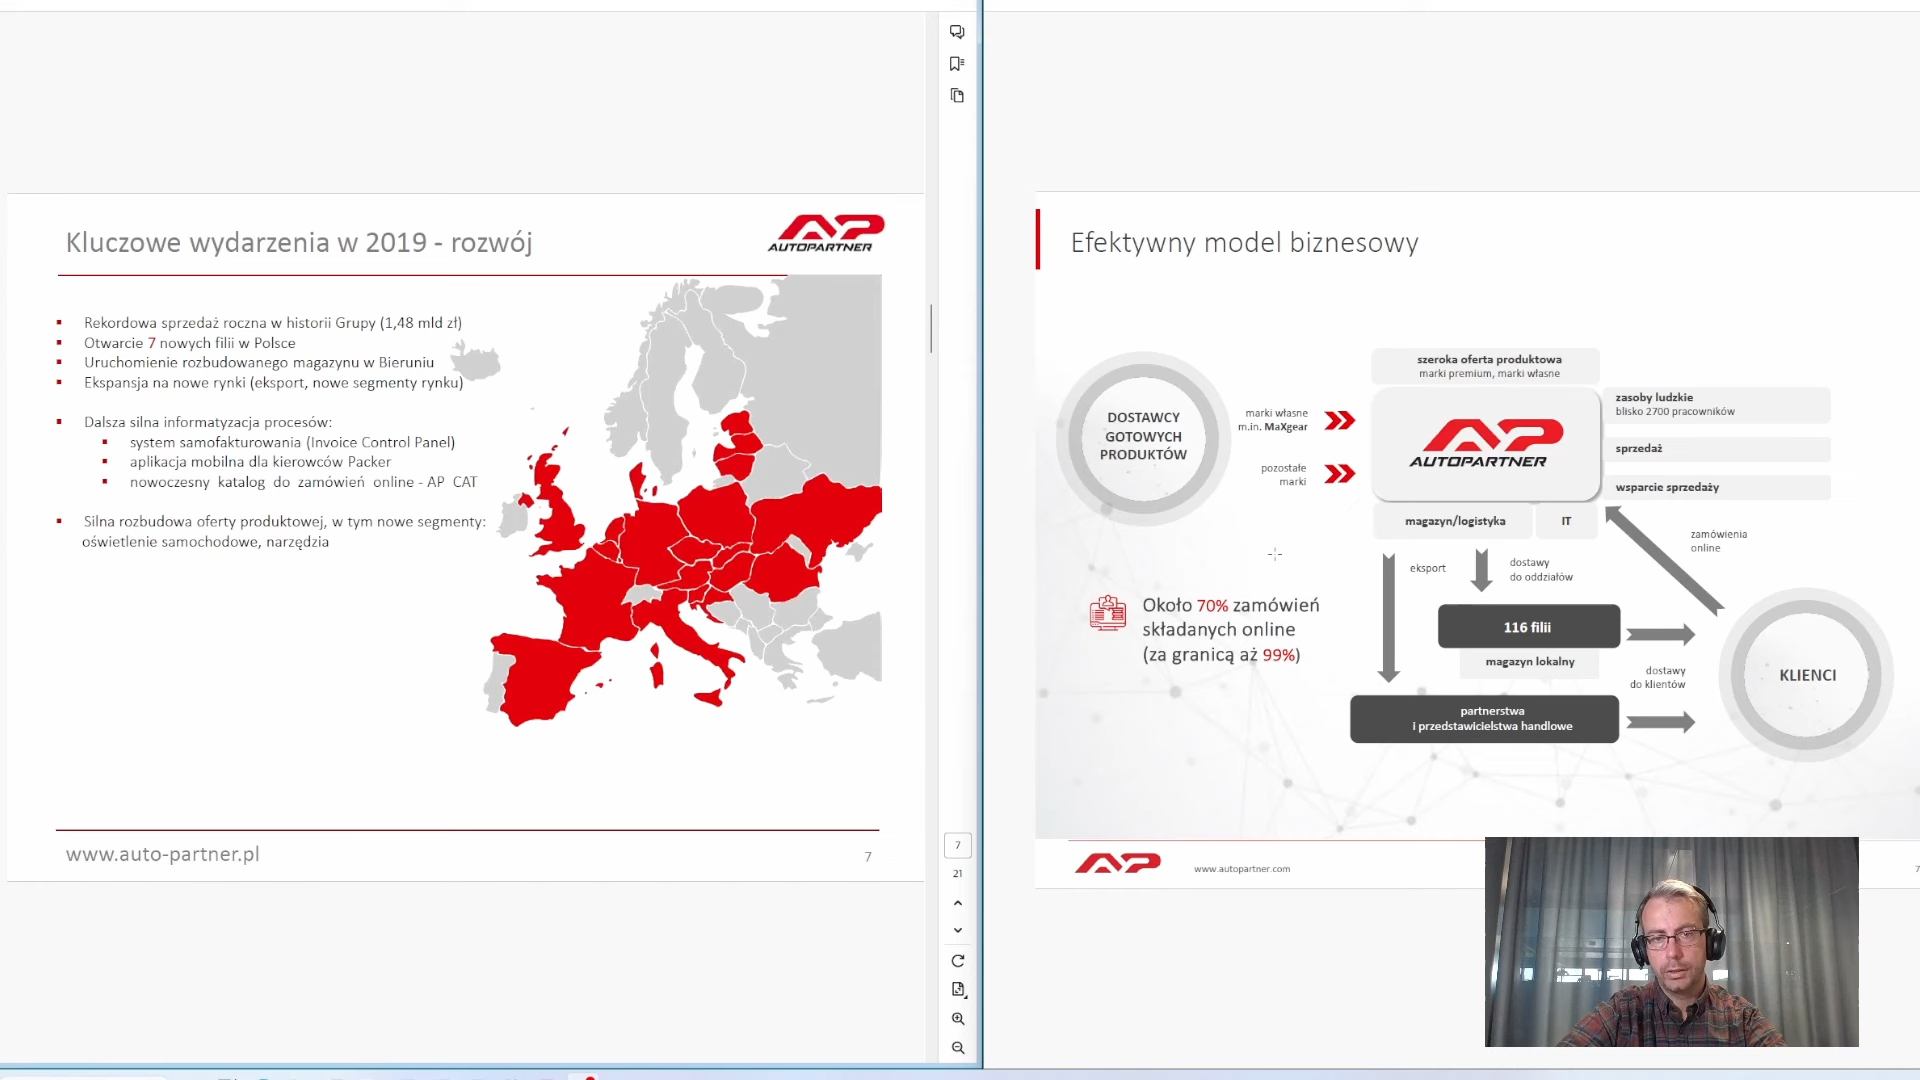 Kluczowe wydarzenia w 2019 - rozwój
AP
AUTOPARTNER
Rekordowa sprzedaż roczna w historii Grupy (1,48 mld zł)
Otwarcie 7 nowych filii w Polsce
Uruchomienie rozbudowanego magazynu w Bieruniu
Ekspansja na nowe rynki (eksport, nowe segmenty rynku)
Dalsza silna informatyzacja procesów:
system samofakturowania (Invoice Control Panel)
aplikacja mobilna dla kierowców Packer
nowoczesny katalog do zamówień online - AP CAT
Silna rozbudowa oferty produktowej, w tym nowe segmenty:
oświetlenie samochodowe, narzędzia
www.auto-partner.pl
7
7
21
Efektywny model biznesowy
DOSTAWCY
GOTOWYCH
PRODUKTÓW
marki własne
m.in. MaXgear
pozostałe
marki
szeroka oferta produktowa
marki premium, marki własne
AP
AUTOPARTNER
zasoby ludzkie
blisko 2700 pracowników
sprzedaż
wsparcie sprzedaży
magazyn/logistyka
IT
zamówienia
online
eksport
dostawy
do oddziałów
Około 70% zamówień
składanych online
(za granicą aż 99%)
116 filii
magazyn lokalny
dostawy
do klientów
KLIENCI
partnerstwa
i przedstawicielstwa handlowe
AP
www.autopartner.com
7